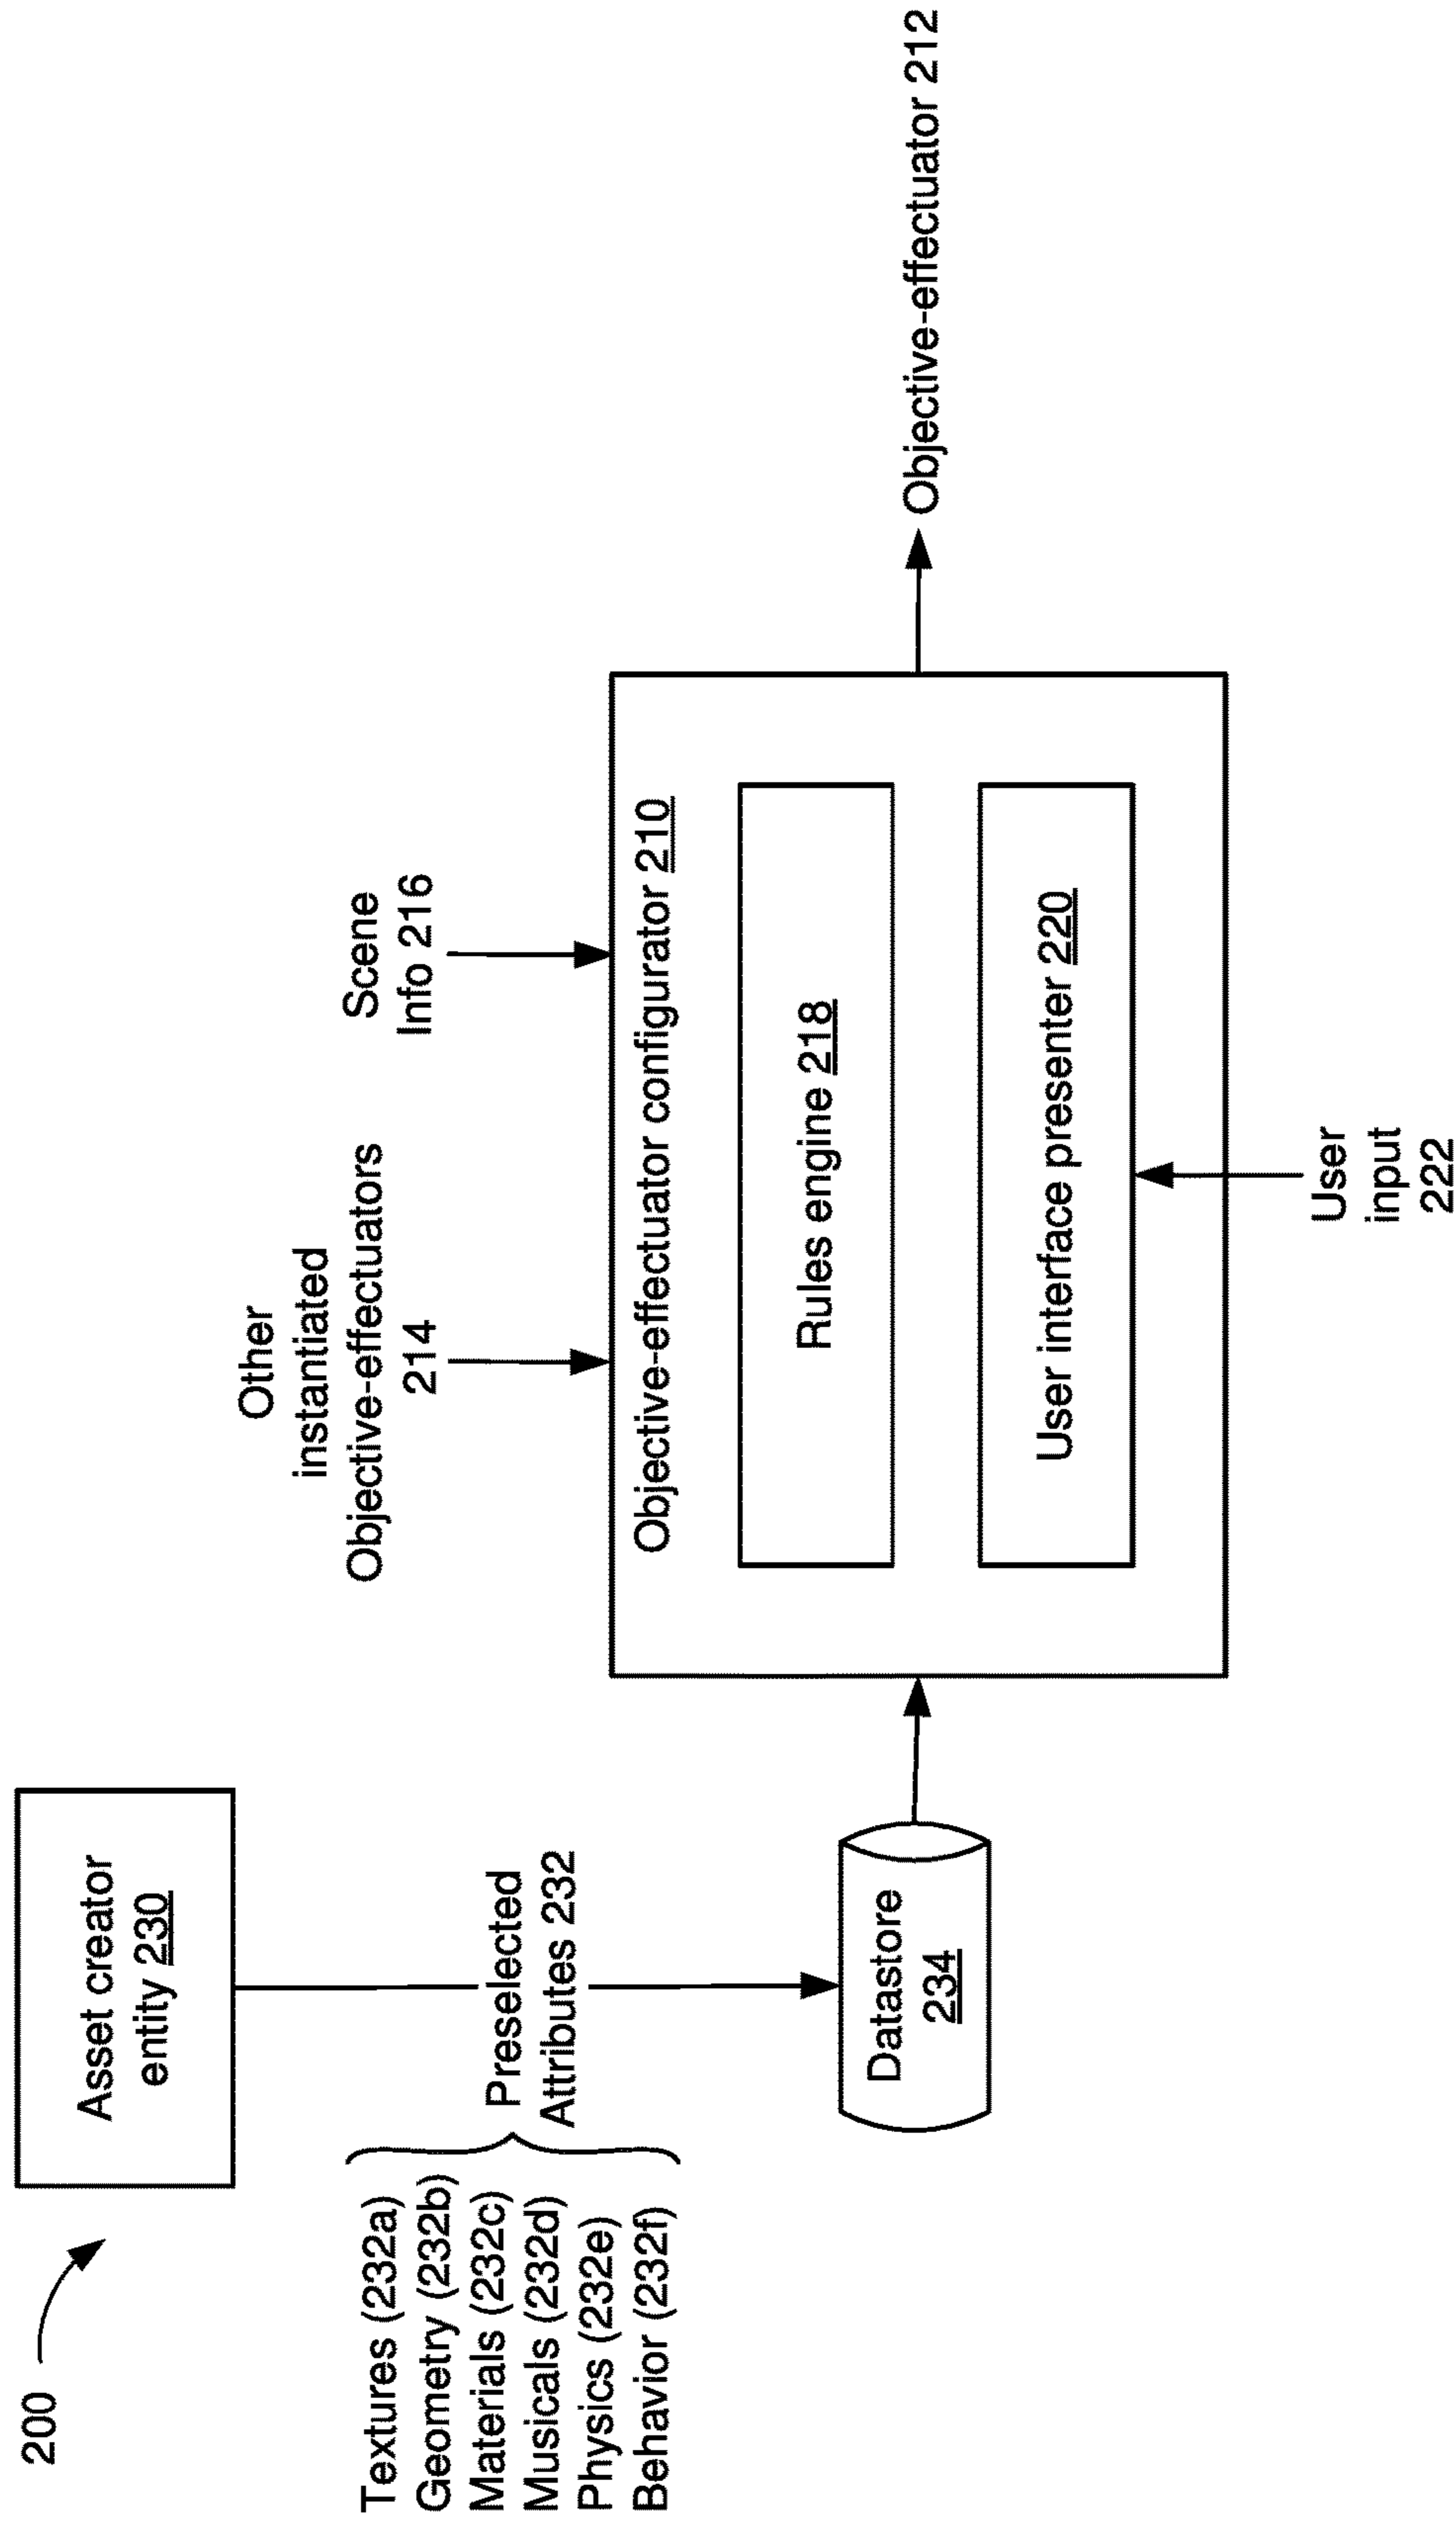 200
Asset creator
entity 230
Textures (232a)
Geometry (232b)
Materials (232c)
Musicals (232d)
Physics (232e)
Behavior (232f)
Preselected
Attributes 232
Datastore
234
Other
instantiated
Objective-effectuators
214
Scene
Info 216
Objective-effectuator configurator 210
Rules engine 218
User interface presenter 220
User
input
222
Objective-effectuator 212